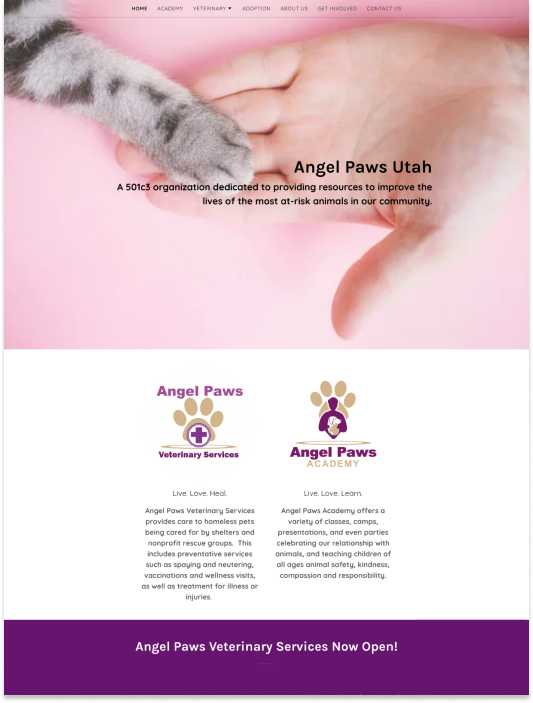 HOME ACADEMY VETERINARY ADOPTION ABOUT US GET INVOLVED CONTACT US
Angel Paws Utah
A 501c3 organization dedicated to providing resources to improve the
lives of the most at-risk animals in our community.
Angel Paws
Veterinary Services
Live. Love. Heal.
Angel Paws Veterinary Services
provides care to homeless pets
being cared for by shelters and
nonprofit rescue groups. This
includes preventative services
such as spaying and neutering,
vaccinations and wellness visits,
as well as treatment for illness or
injuries.
Angel Paws
ACADEMY
Live. Love. Learn.
Angel Paws Academy offers a
variety of classes, camps,
presentations, and even parties
celebrating our relationship with
animals, and teaching children of
all ages animal safety, kindness,
compassion and responsibility.
Angel Paws Veterinary Services Now Open!